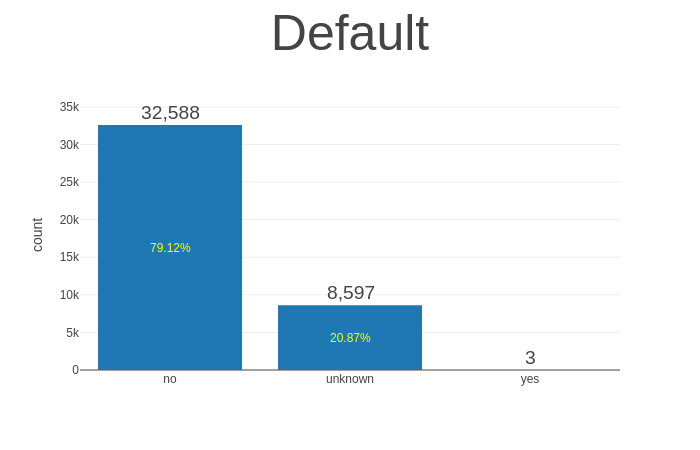 Default
count
35k
30k
25k
20k
15k
10k
5k
0
32,588
79.12%
8,597
20.87%
3
no unknown yes